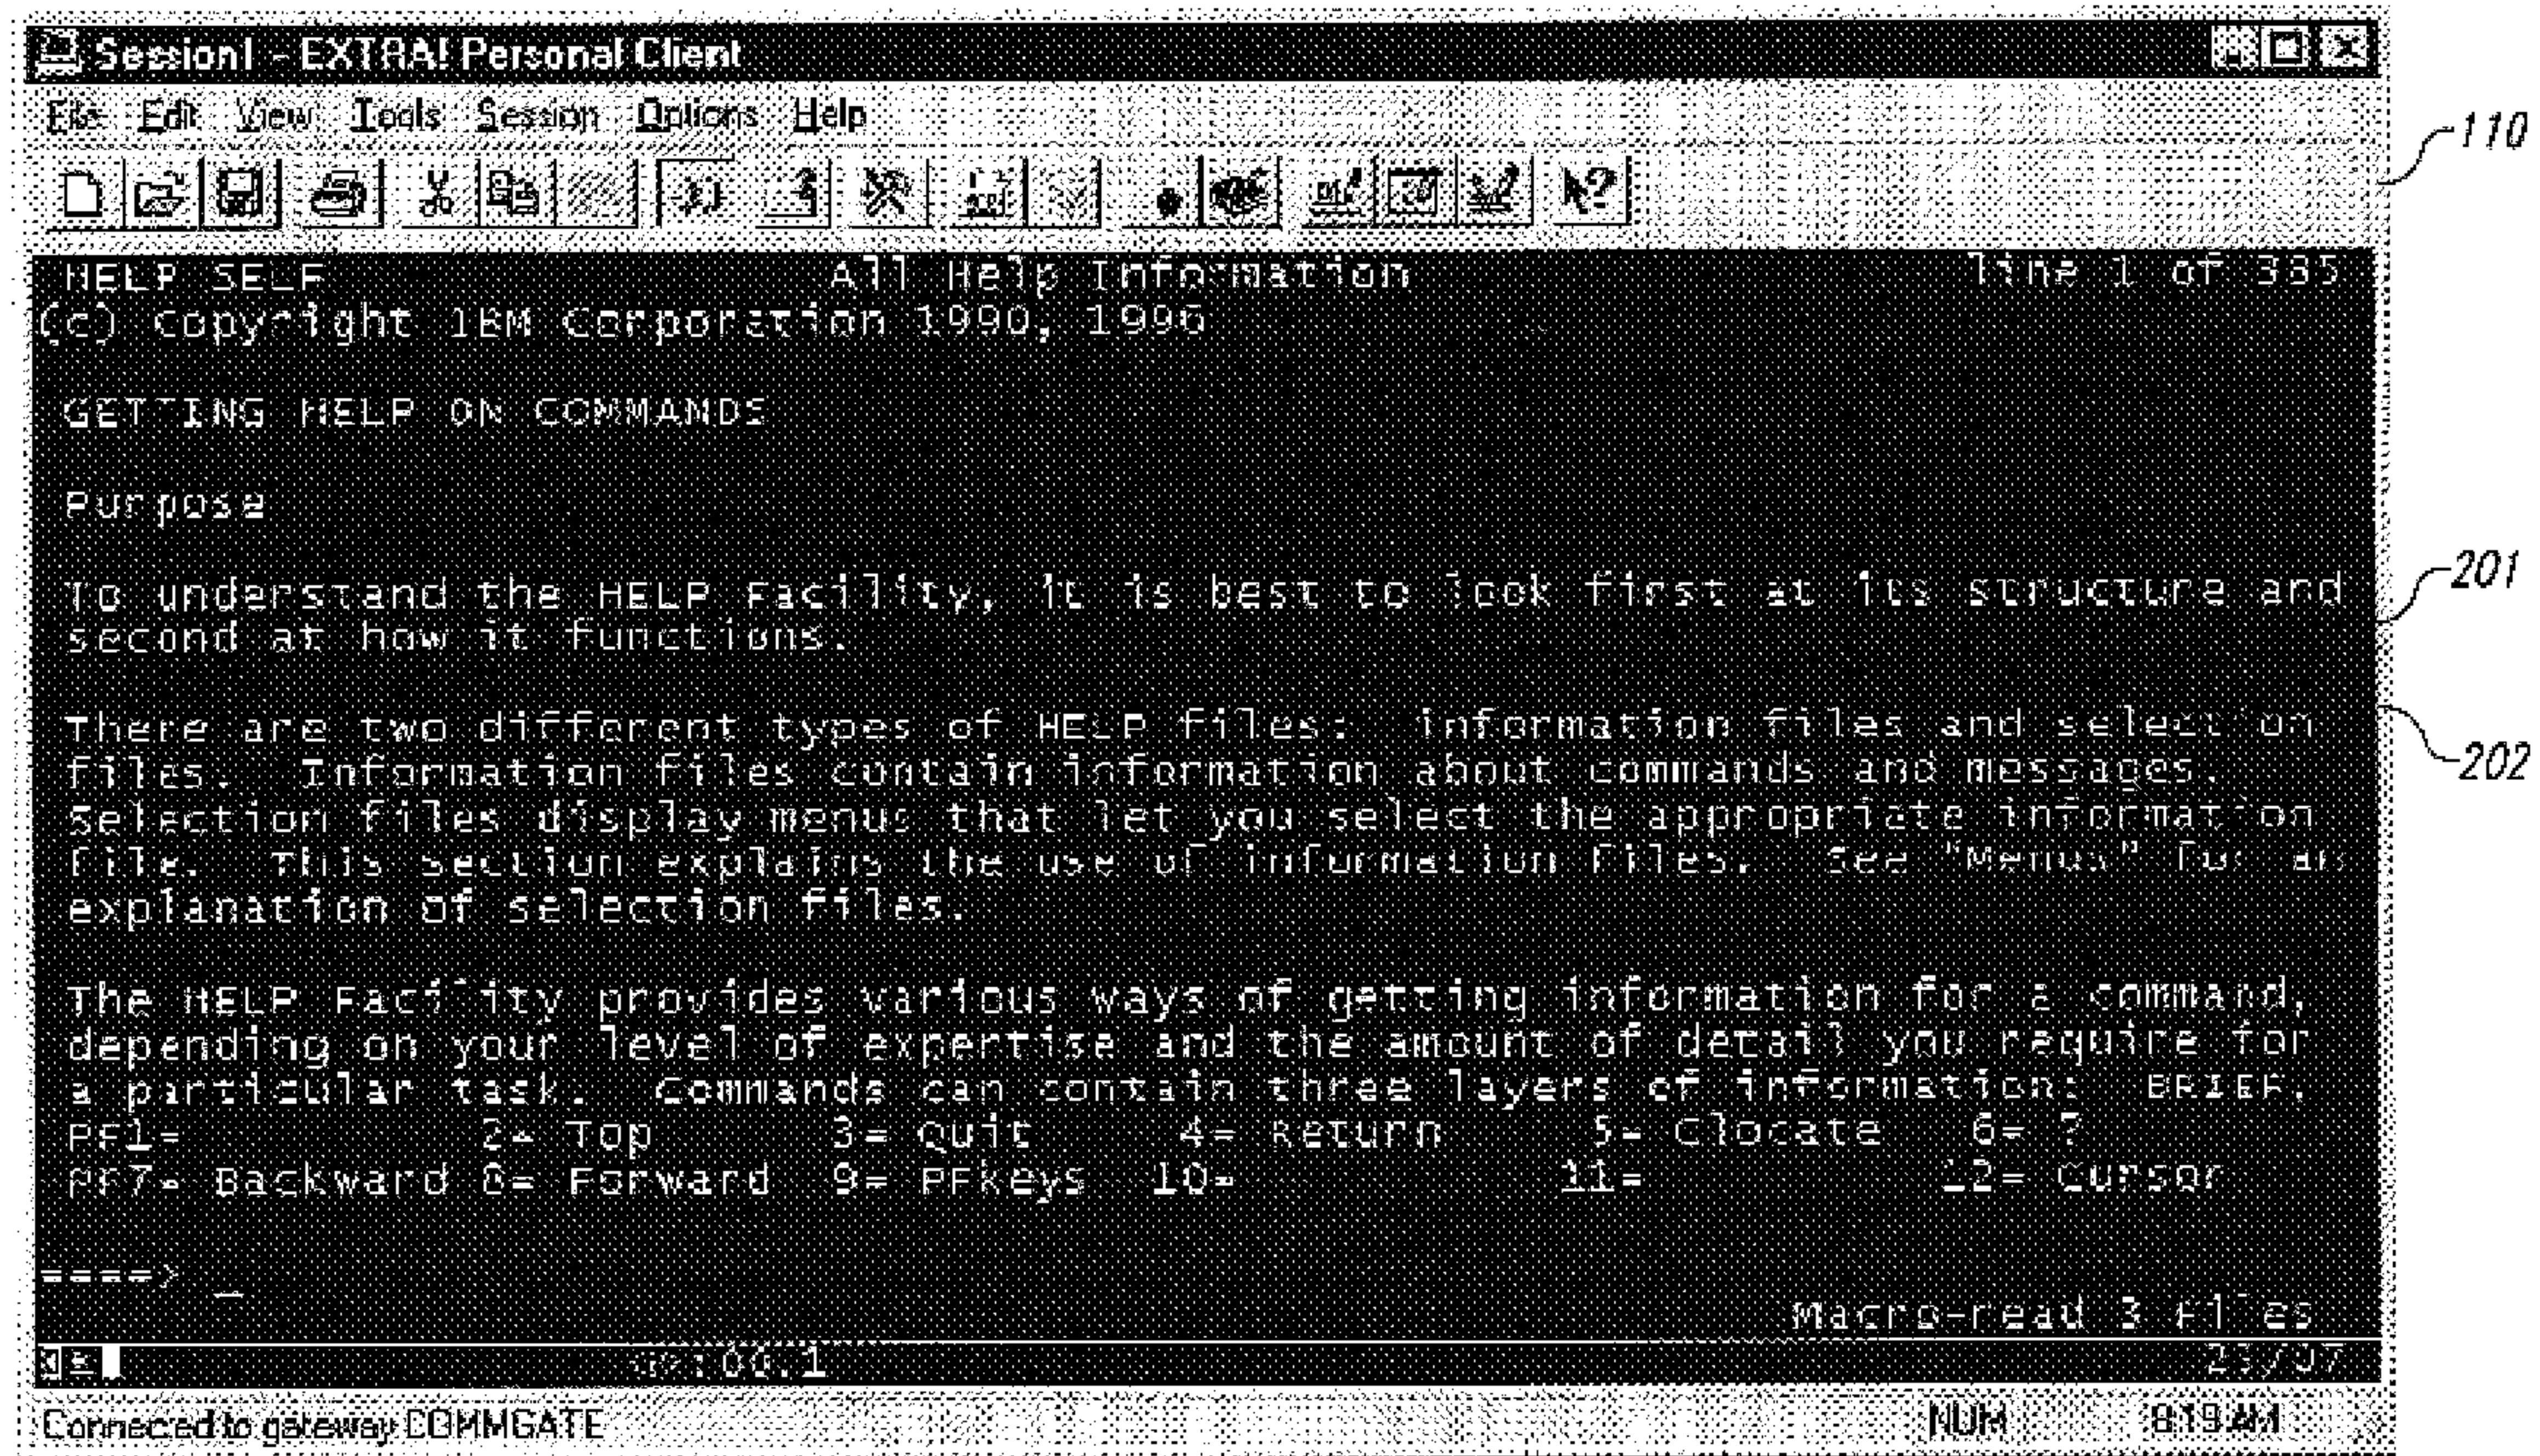 Session1 - EXTRA! Personal Client
File Edit View Tools Session Options Help
110
HELP SELF All Help Information line 1 of 385
(c) Copyright IBM Corporation 1990, 1996
GETTING HELP ON COMMANDS
Purpose
To understand the HELP Facility, it is best to look first at its structure and
201
second at how it functions.
There are two different types of HELP files: information files and selection
202
files. Information files contain information about commands and messages.
Selection files display menus that let you select the appropriate information
file. This section explains the use of information files. See "Menus" for an
explanation of selection files.
The HELP Facility provides various ways of getting information for a command,
depending on your level of expertise and the amount of detail you require for
a particular task. Commands can contain three layers of information: BRIEF,
PF1= 2= Top 3= Quit 4= Return 5= Clocate 6= ?
PF7= Backward 8= Forward 9= PFkeys 10= 11= 12= Cursor
====> _
Macro-read 3 Files
23/07
Connected to gateway COMMGATE NUM 8:19 AM